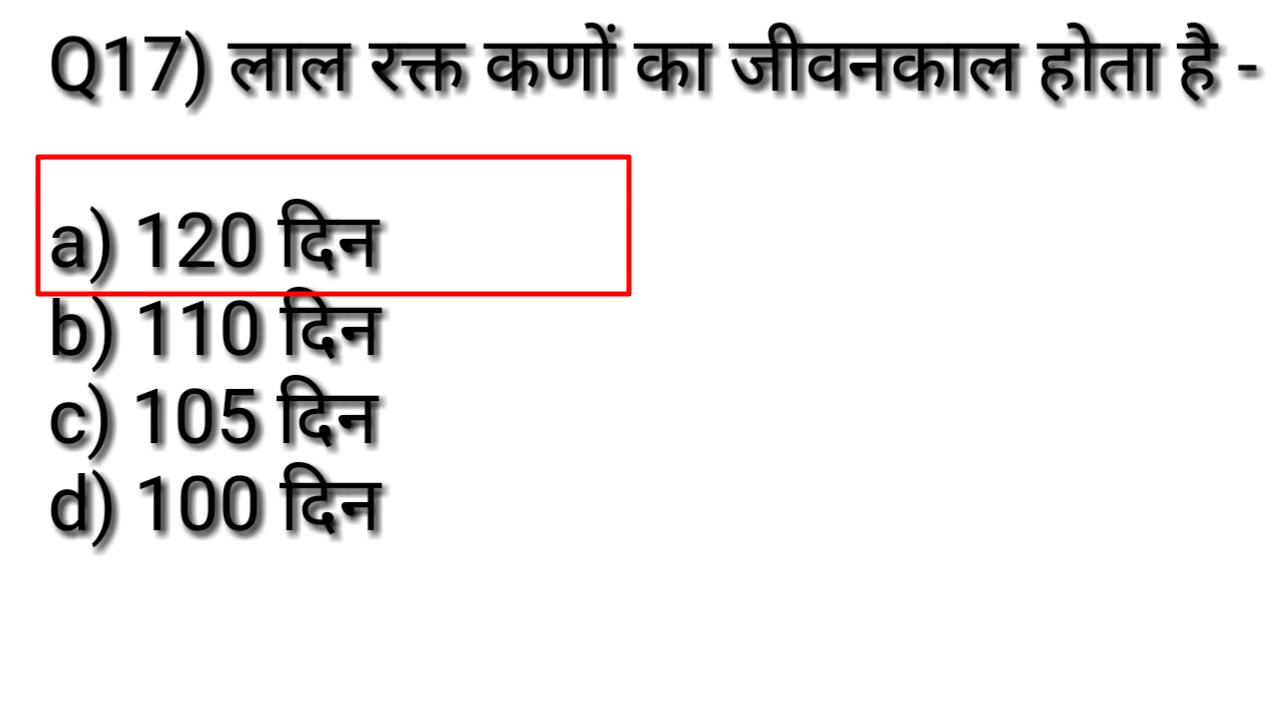 Q17) लाल रक्त कणों का जीवनकाल होता है -
a) 120 दिन
b) 110 दिन
c) 105 दिन
d) 100 दिन